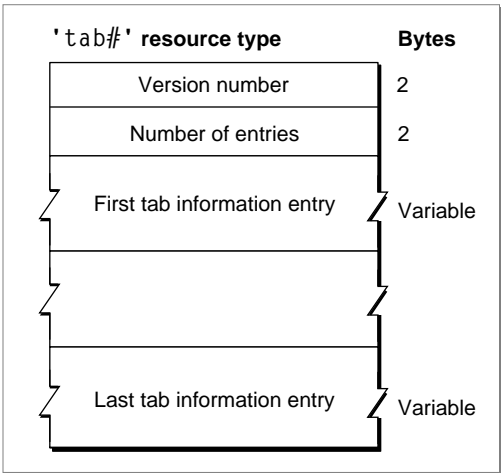 'tab#' resource type Bytes
Version number 2
Number of entries 2
First tab information entry Variable
Last tab information entry Variable